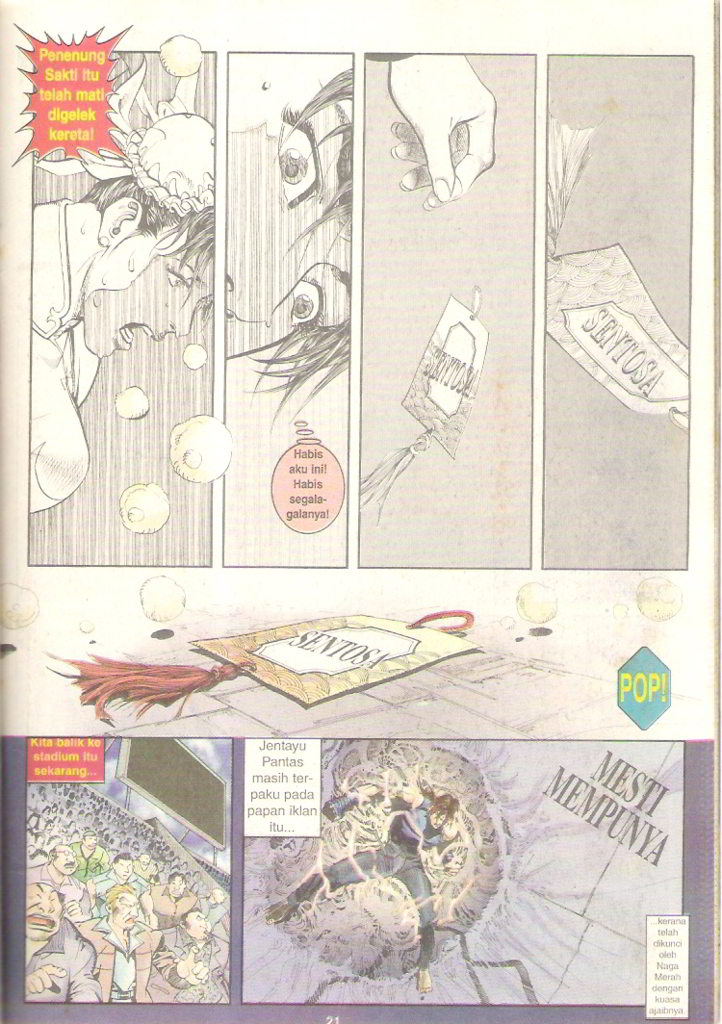 Penenung
Sakti itu
telah mati
digelek
kereta!
Habis
aku ini!
Habis
segala-
galanya!
SENTOSA
SENTOSA
SENTOSA
POP!
Kita balik ke
stadium itu
sekarang...
Jentayu
Pantas
masih ter-
paku pada
papan iklan
itu...
MESTI
MEMPUNYA
...kerana
telah
dikunci
oleh
Naga
Merah
dengan
kuasa
ajaibnya.
21